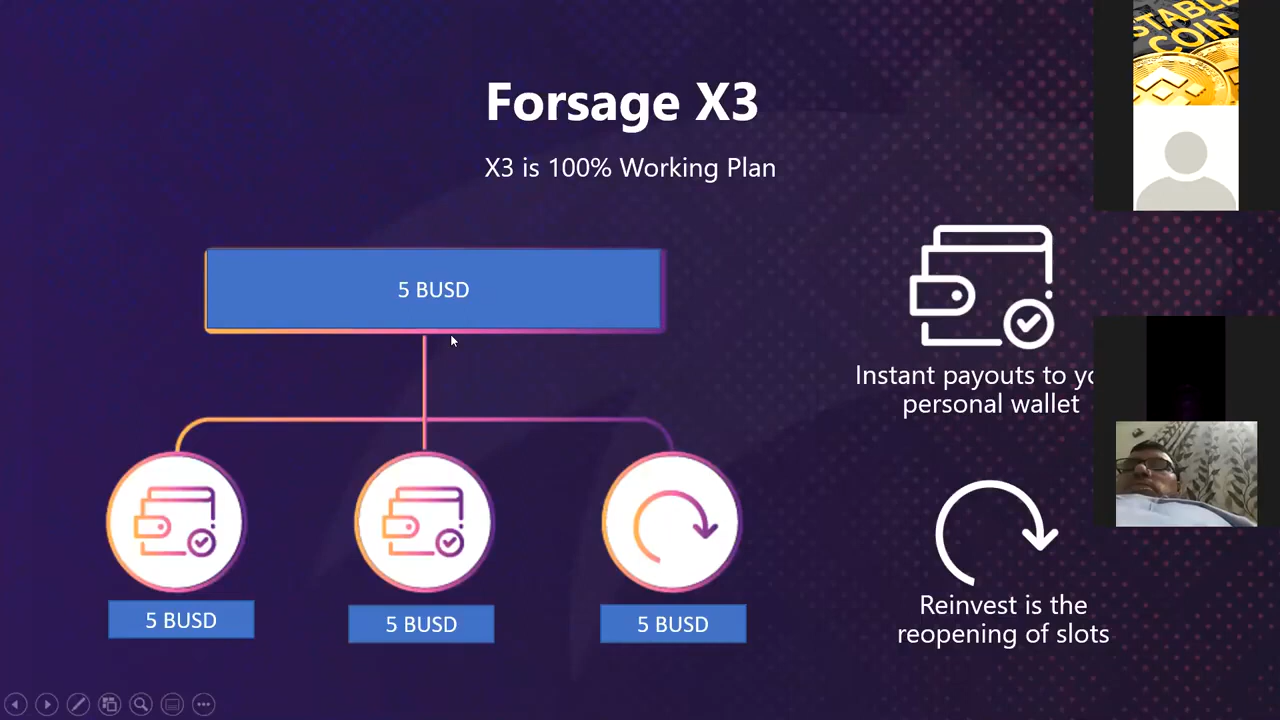 STABLE
COIN
Forsage X3
X3 is 100% Working Plan
5 BUSD
Instant payouts to yo
personal wallet
5 BUSD
5 BUSD
5 BUSD
Reinvest is the
reopening of slots